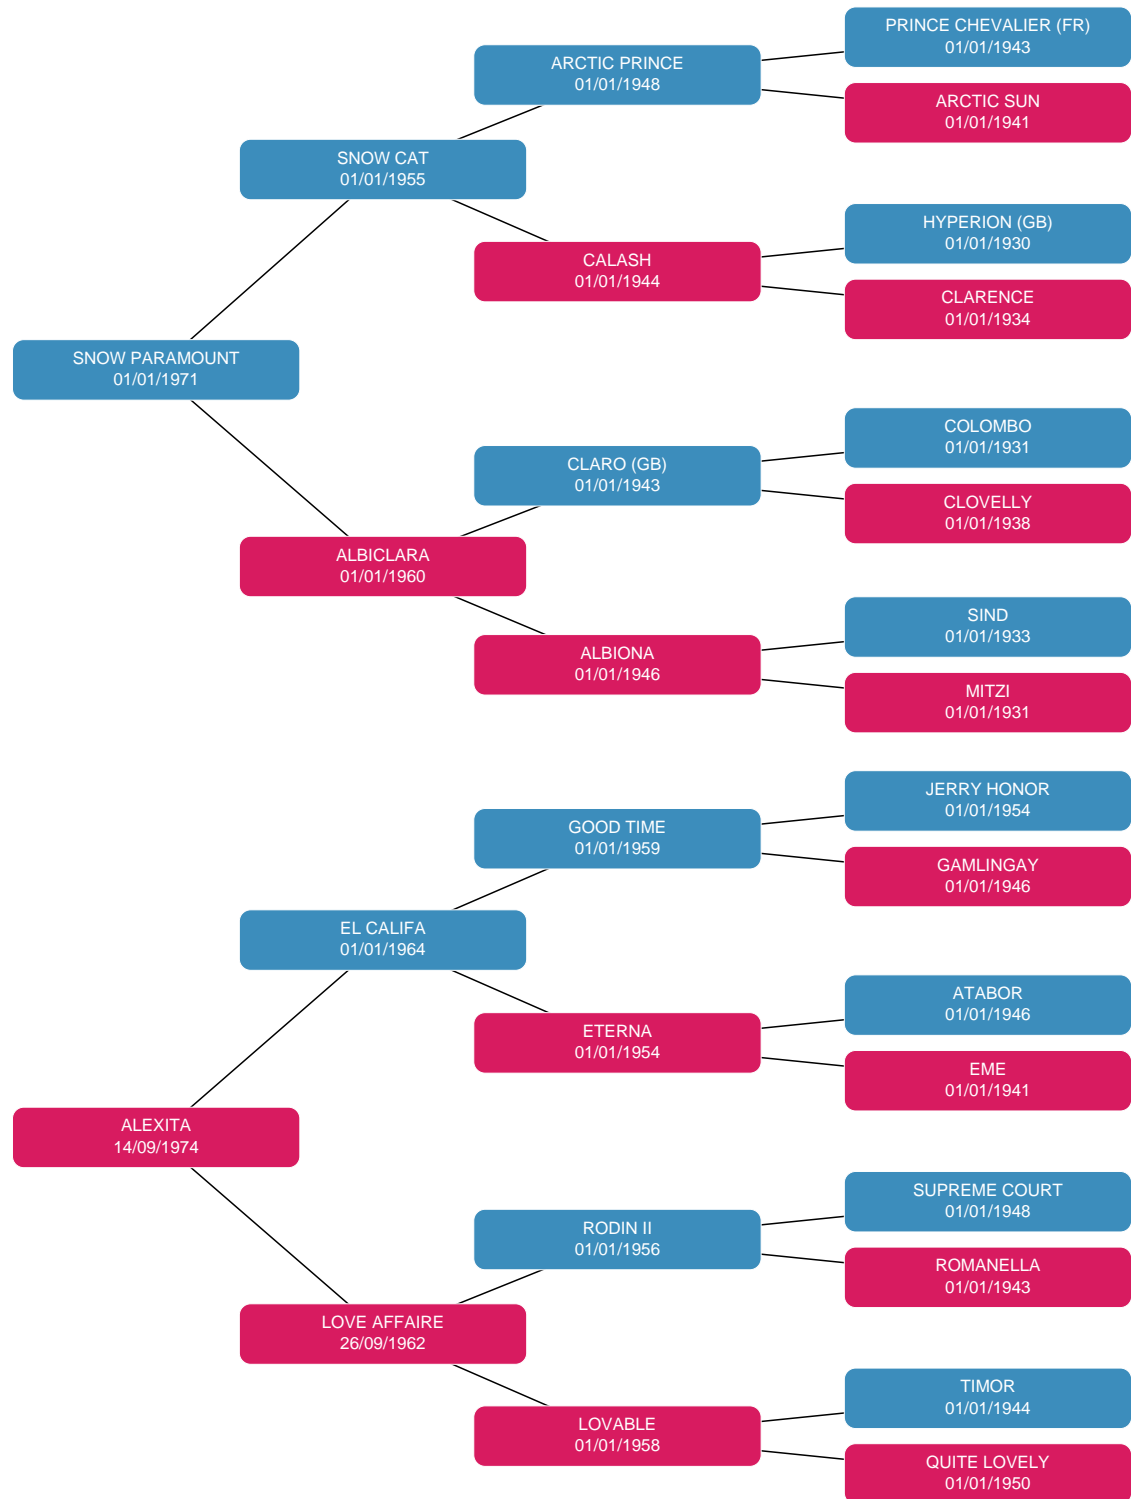 PRINCE CHEVALIER (FR)
01/01/1943
ARCTIC PRINCE
01/01/1948
ARCTIC SUN
01/01/1941
SNOW CAT
01/01/1955
HYPERION (GB)
01/01/1930
CALASH
01/01/1944
CLARENCE
01/01/1934
SNOW PARAMOUNT
01/01/1971
COLOMBO
01/01/1931
CLARO (GB)
01/01/1943
CLOVELLY
01/01/1938
ALBICLARA
01/01/1960
SIND
01/01/1933
ALBIONA
01/01/1946
MITZI
01/01/1931
JERRY HONOR
01/01/1954
GOOD TIME
01/01/1959
GAMLINGAY
01/01/1946
EL CALIFA
01/01/1964
ATABOR
01/01/1946
ETERNA
01/01/1954
EME
01/01/1941
ALEXITA
14/09/1974
SUPREME COURT
01/01/1948
RODIN II
01/01/1956
ROMANELLA
01/01/1943
LOVE AFFAIRE
26/09/1962
TIMOR
01/01/1944
LOVABLE
01/01/1958
QUITE LOVELY
01/01/1950